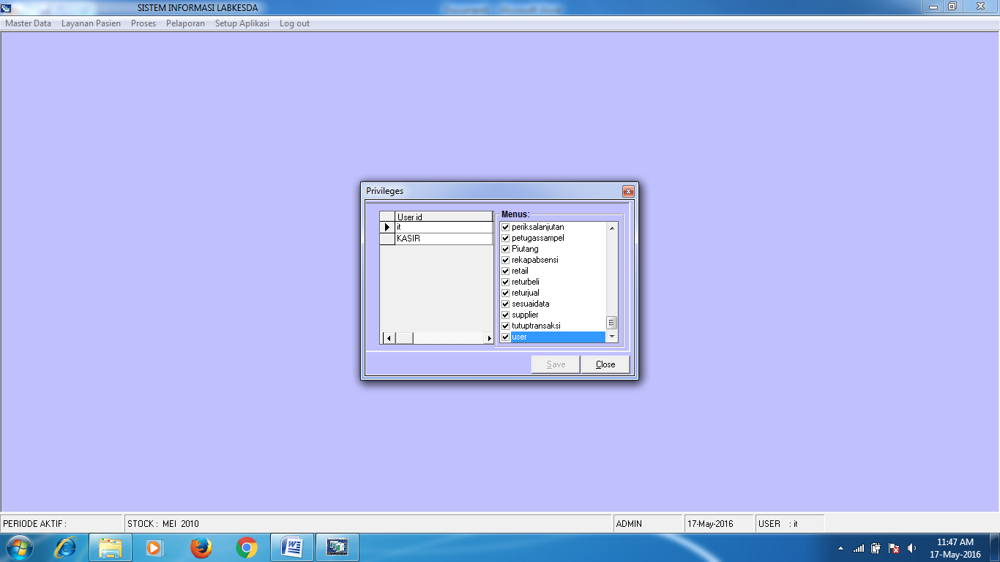 SISTEM INFORMASI LABKESDA
Master Data Layanan Pasien Proses Pelaporan Setup Aplikasi Log out
Privileges
User id
it
KASIR
Menus:
periksalanjutan
petugassampel
Piutang
rekapabsensi
retail
returbeli
returjual
sesuaidata
supplier
tutuptransaksi
user
Save Close
PERIODE AKTIF : STOCK : MEI 2010 ADMIN 17-May-2016 USER : it
11:47 AM
17-May-2016